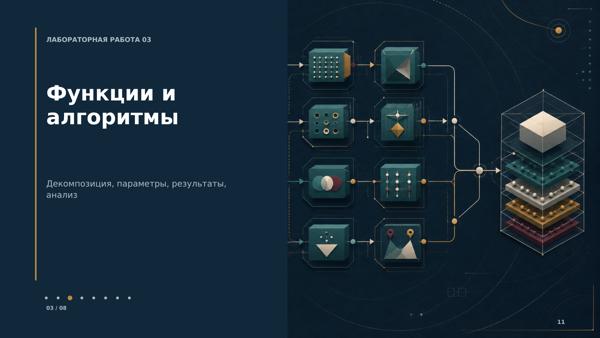 ЛАБОРАТОРНАЯ РАБОТА 03
Функции и
алгоритмы
Декомпозиция, параметры, результаты,
анализ
03 / 08
11